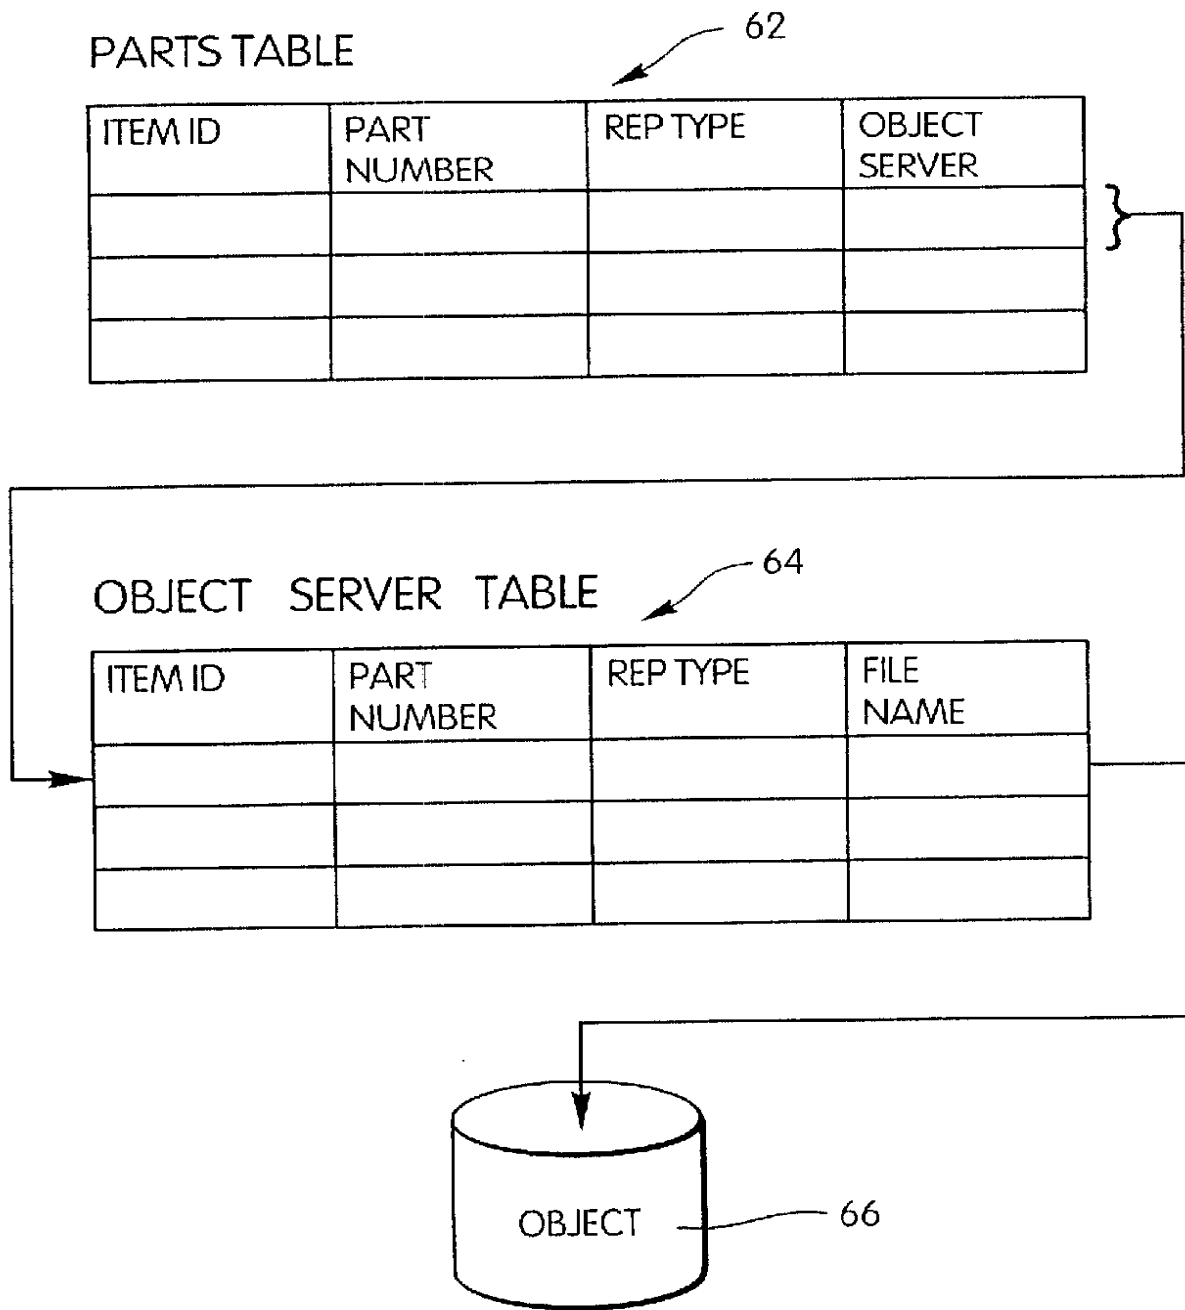 62
PARTS TABLE
ITEM ID
PART
NUMBER
REP TYPE
OBJECT
SERVER
64
OBJECT SERVER TABLE
ITEM ID
PART
NUMBER
REP TYPE
FILE
NAME
OBJECT
66